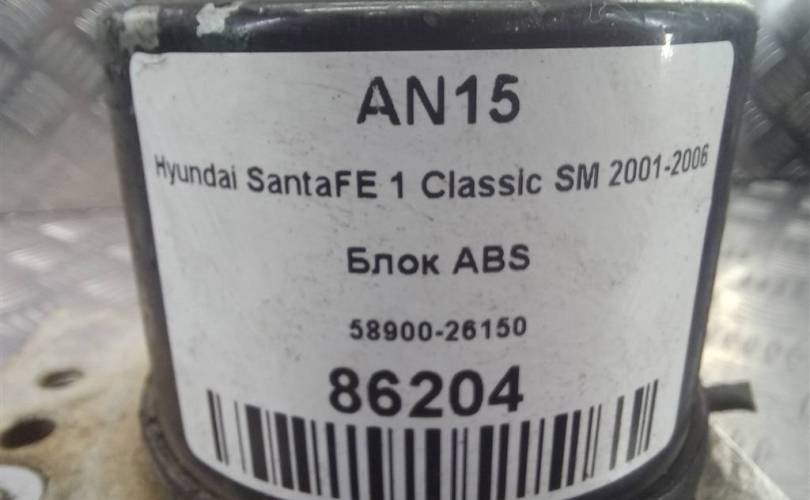 AN15
Hyundai SantaFE 1 Classic SM 2001-2006
Блок ABS
58900-26150
86204